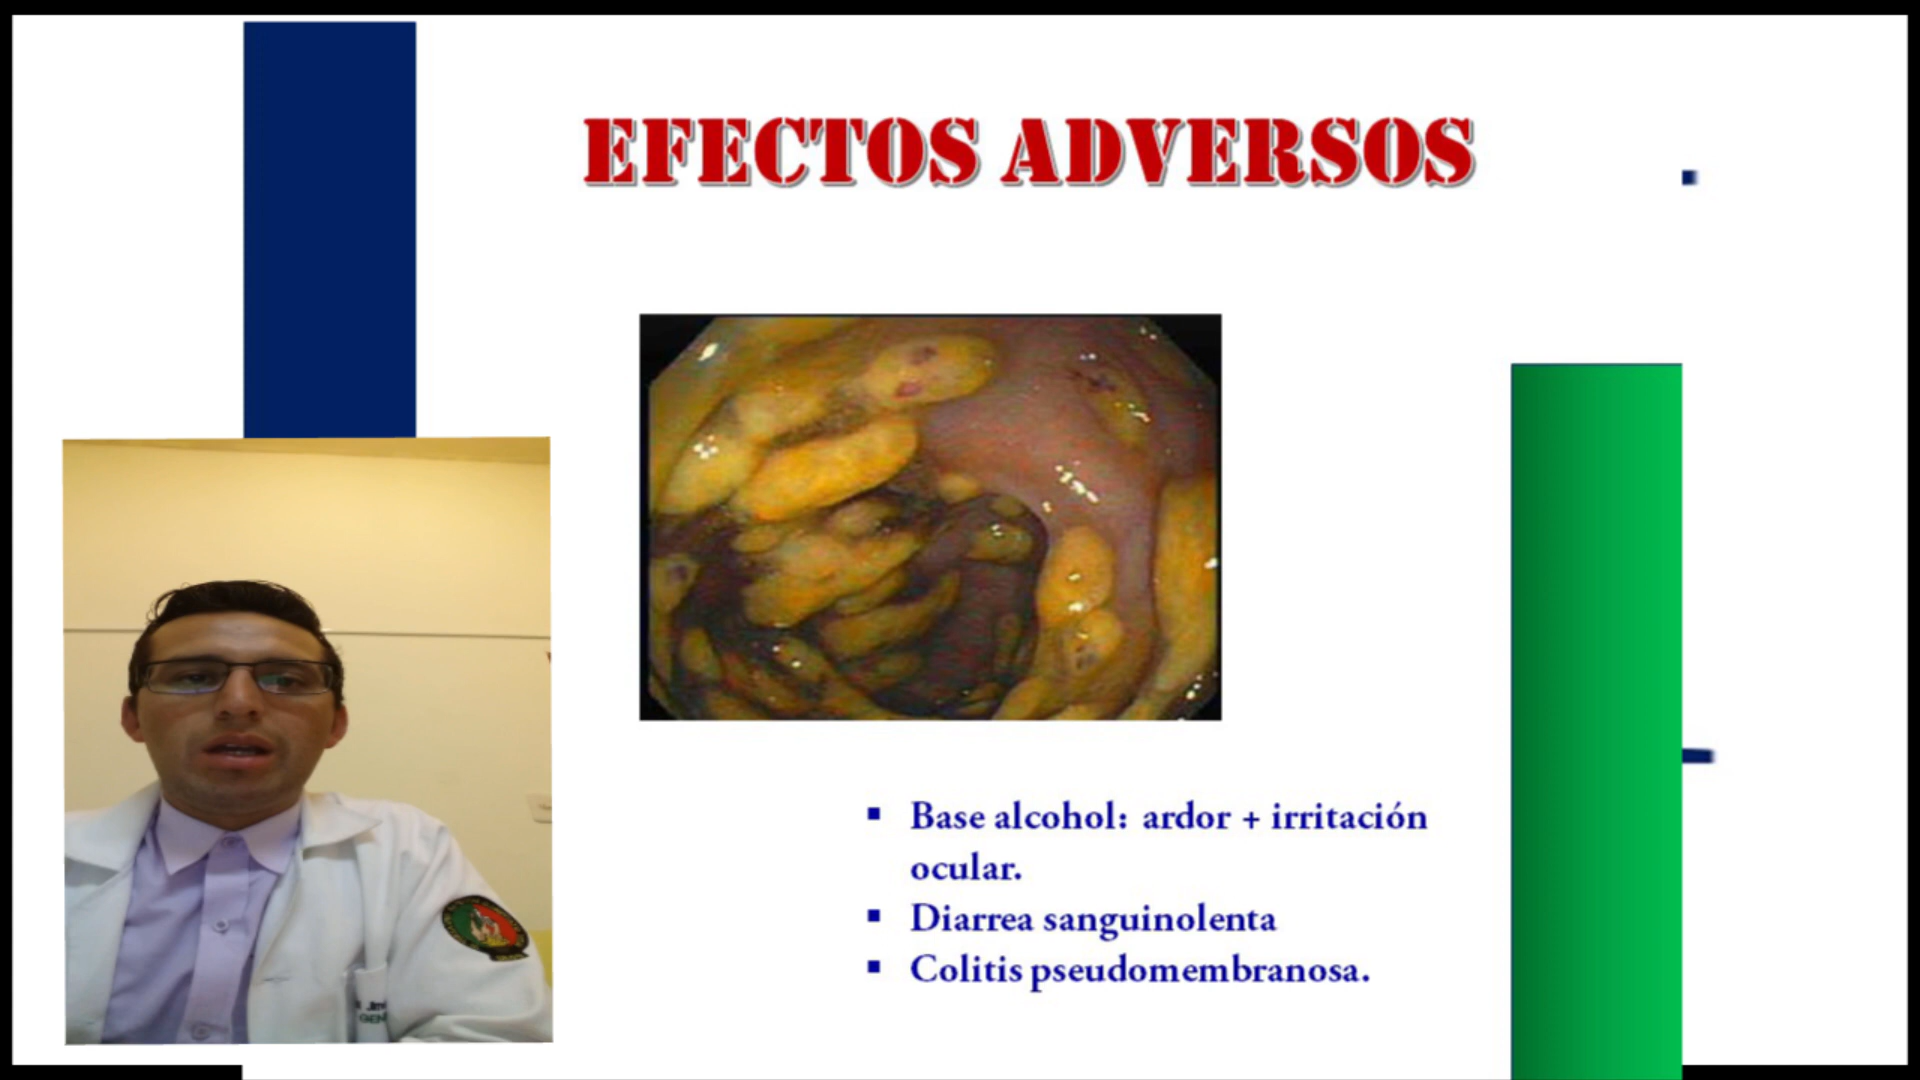 EFECTOS ADVERSOS
▪ Base alcohol: ardor + irritación
ocular.
▪ Diarrea sanguinolenta
▪ Colitis pseudomembranosa.